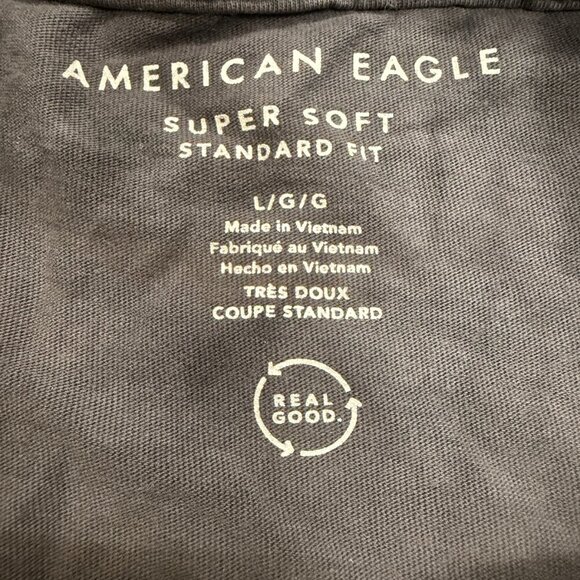 AMERICAN EAGLE
SUPER SOFT
STANDARD FIT
L/G/G
Made in Vietnam
Fabriqué au Vietnam
Hecho en Vietnam
TRÈS DOUX
COUPE STANDARD
REAL
GOOD.